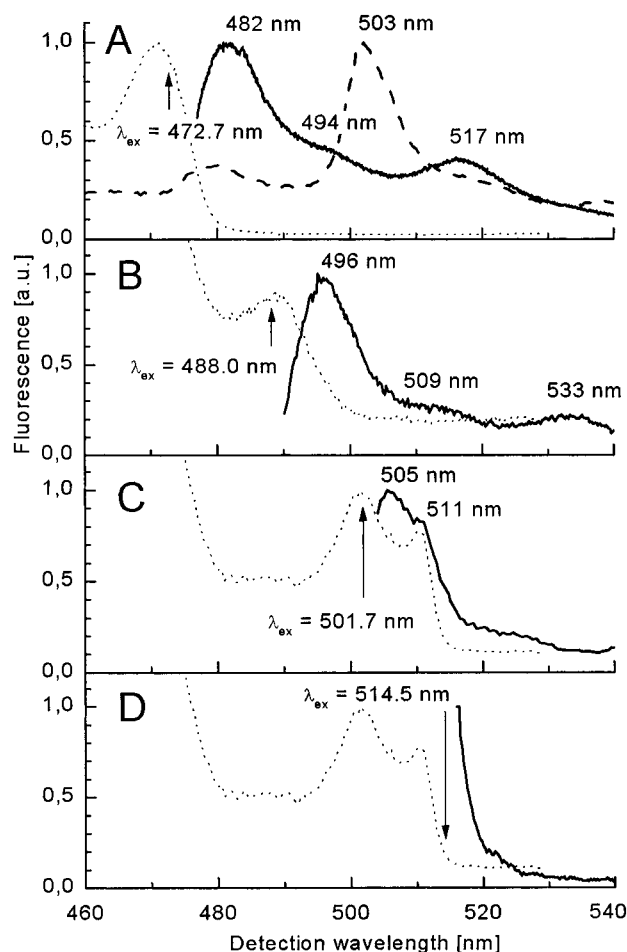 A
482 nm
503 nm
1,0
λex = 472.7 nm
494 nm
517 nm
0,5
0,0
B
496 nm
1,0
λex = 488.0 nm
509 nm
533 nm
0,5
0,0
Fluorescence [a.u.]
C
505 nm
511 nm
1,0
λex = 501.7 nm
0,5
0,0
D
λex = 514.5 nm
1,0
0,5
0,0
460 480 500 520 540
Detection wavelength [nm]